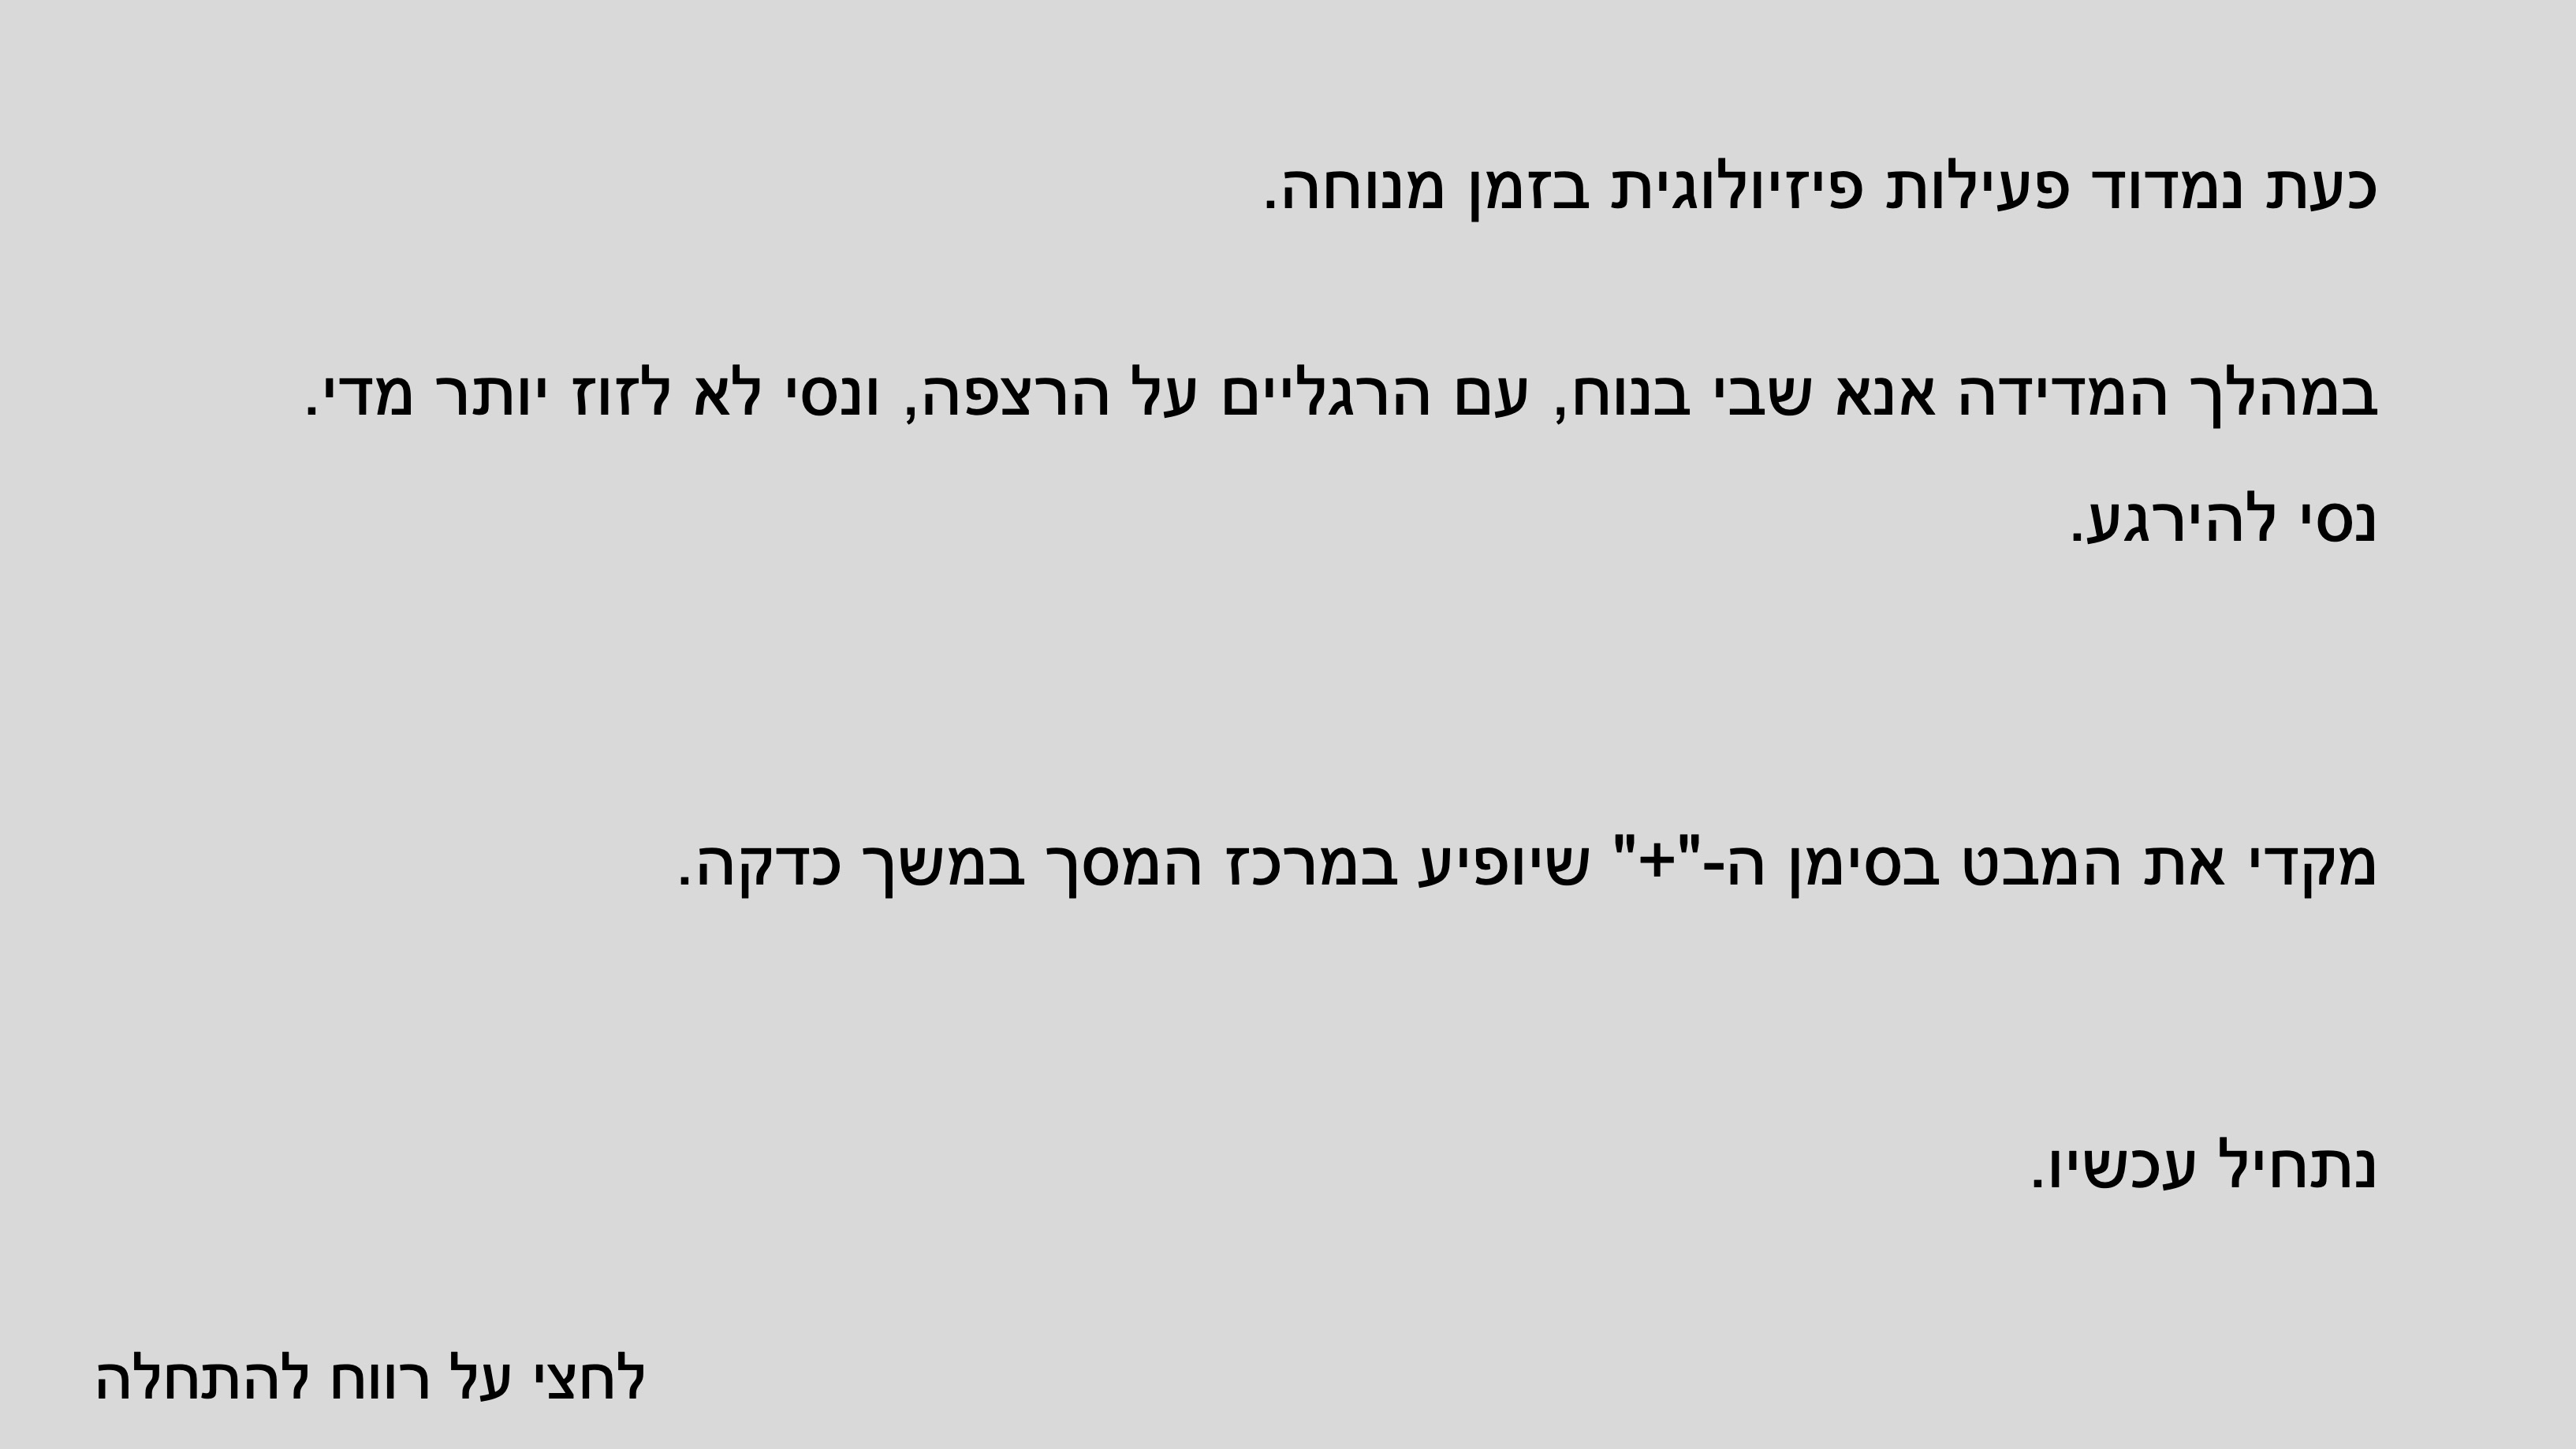 כעת נמדוד פעילות פיזיולוגית בזמן מנוחה.
במהלך המדידה אנא שבי בנוח, עם הרגליים על הרצפה, ונסי לא לזוז יותר מדי.
נסי להירגע.
מקדי את המבט בסימן ה-"+" שיופיע במרכז המסך במשך כדקה.
נתחיל עכשיו.
לחצי על רווח להתחלה